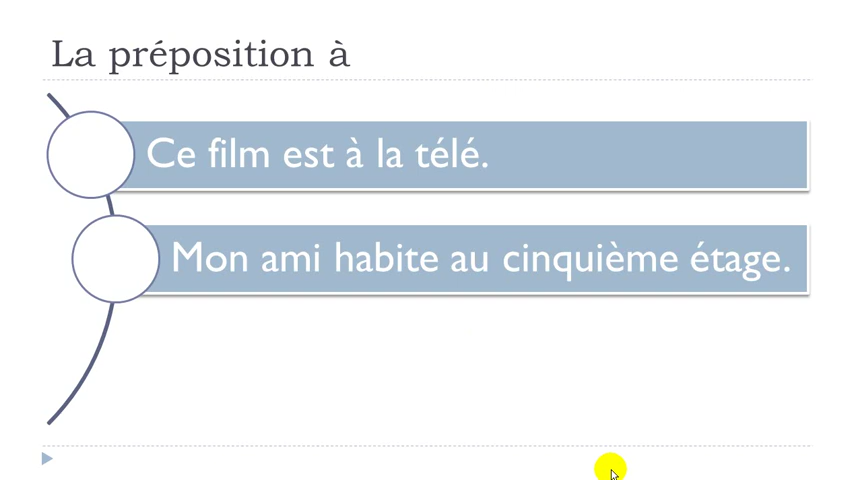 La préposition à
Ce film est à la télé.
Mon ami habite au cinquième étage.